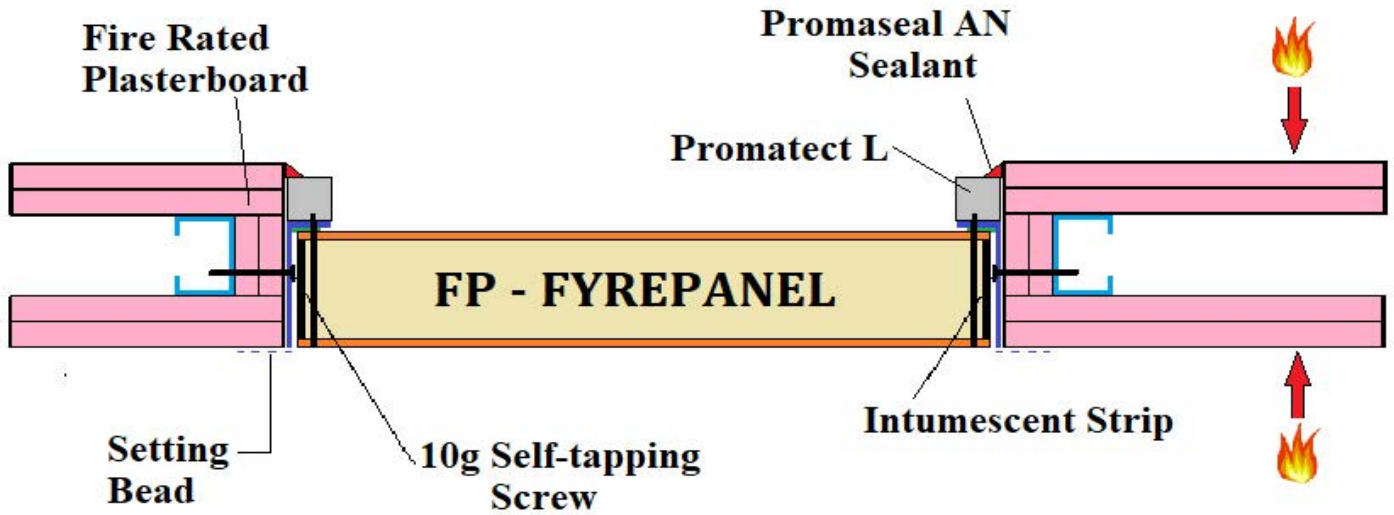 Fire Rated
Plasterboard
Promaseal AN
Sealant
Promatect L
FP - FYREPANEL
Setting
Bead
10g Self-tapping
Screw
Intumescent Strip